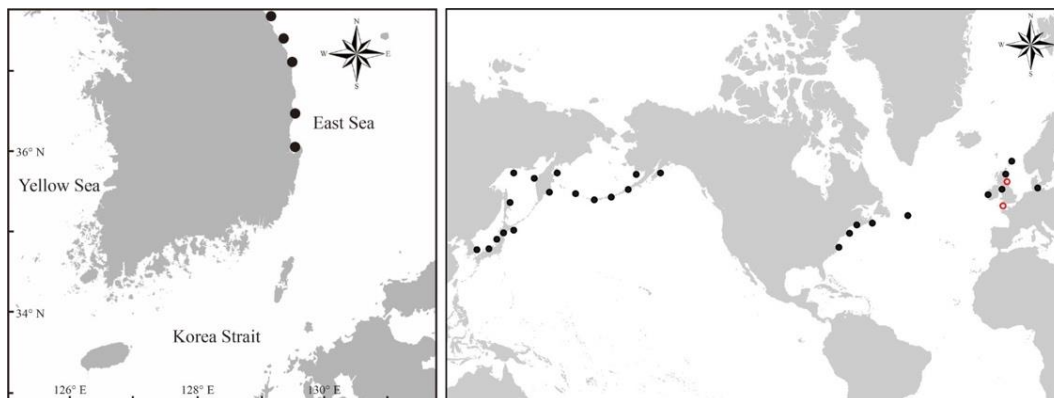 N
W E
S
East Sea
36° N
Yellow Sea
34° N
Korea Strait
126° E 128° E 130° E
N
W E
S